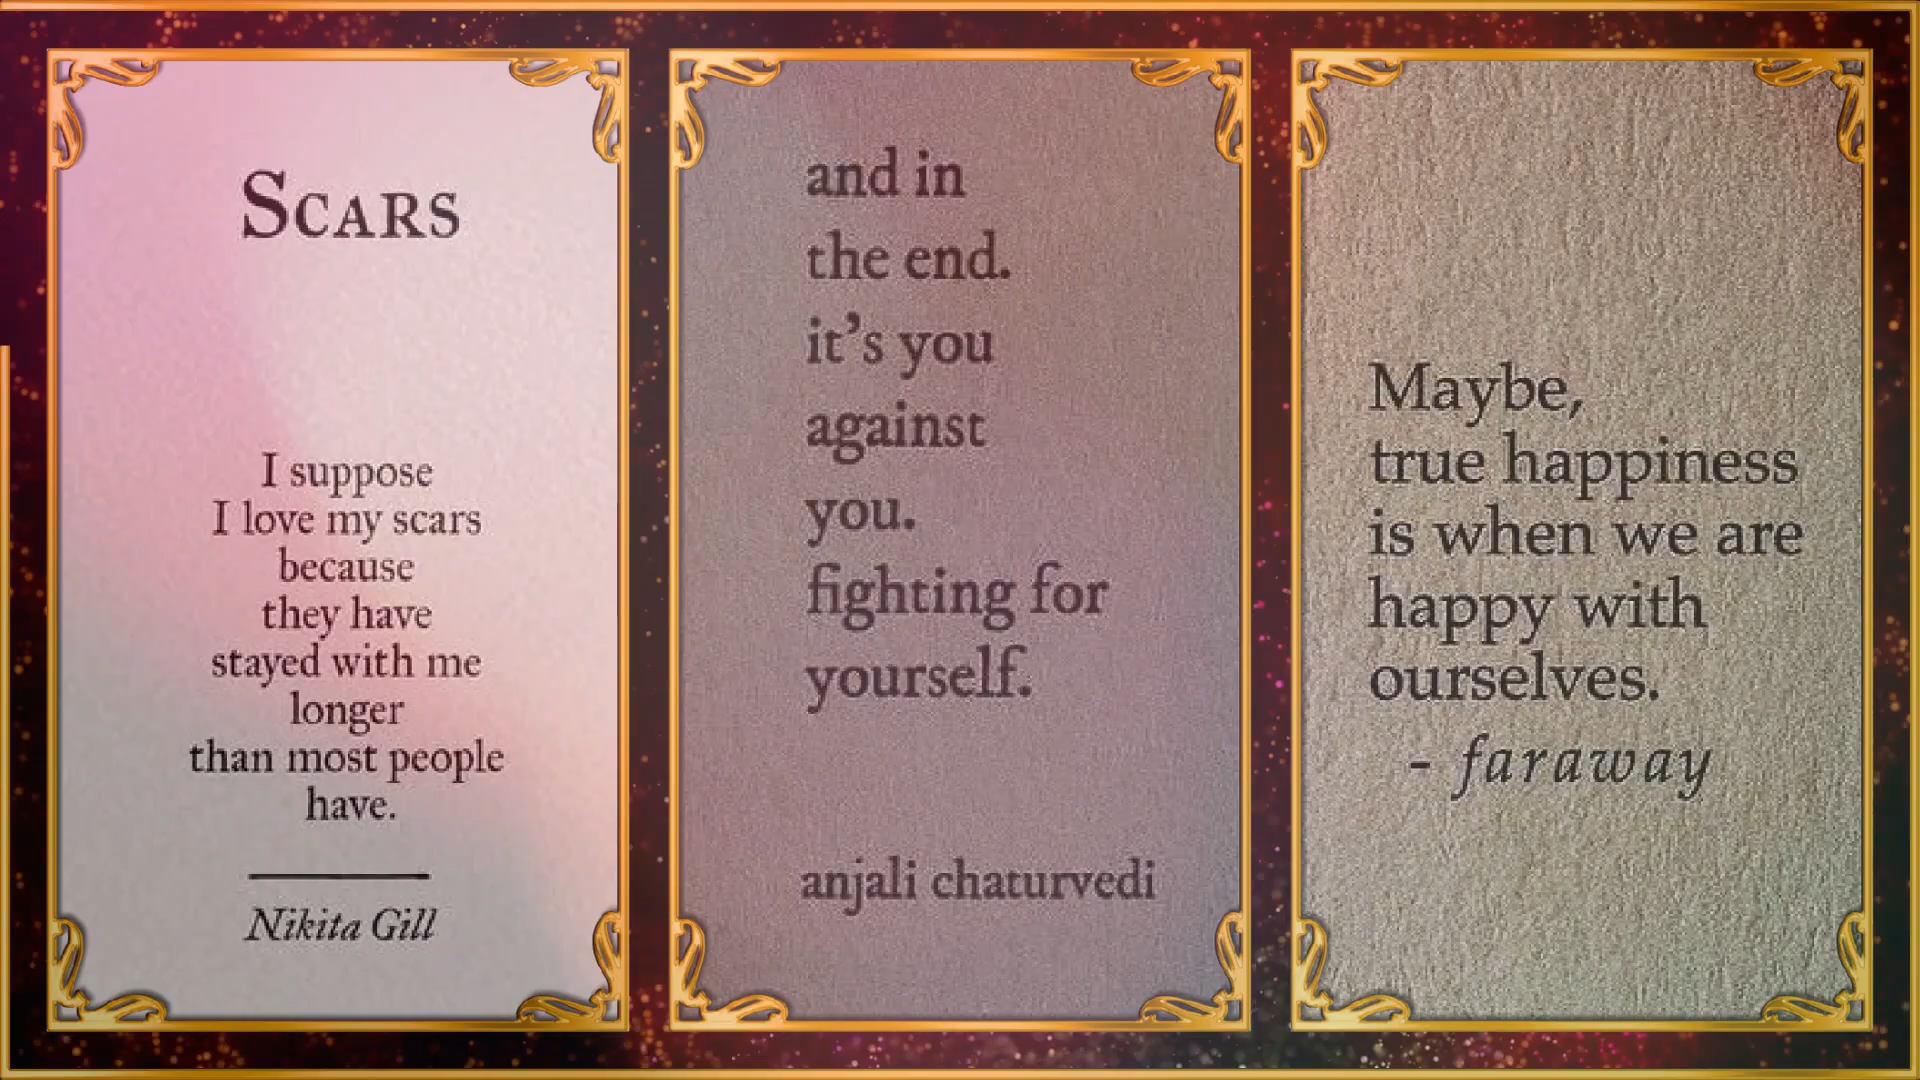 Scars
I suppose
I love my scars
because
they have
stayed with me
longer
than most people
have.
Nikita Gill
and in
the end.
it's you
against
you.
fighting for
yourself.
anjali chaturvedi
Maybe,
true happiness
is when we are
happy with
ourselves.
- faraway